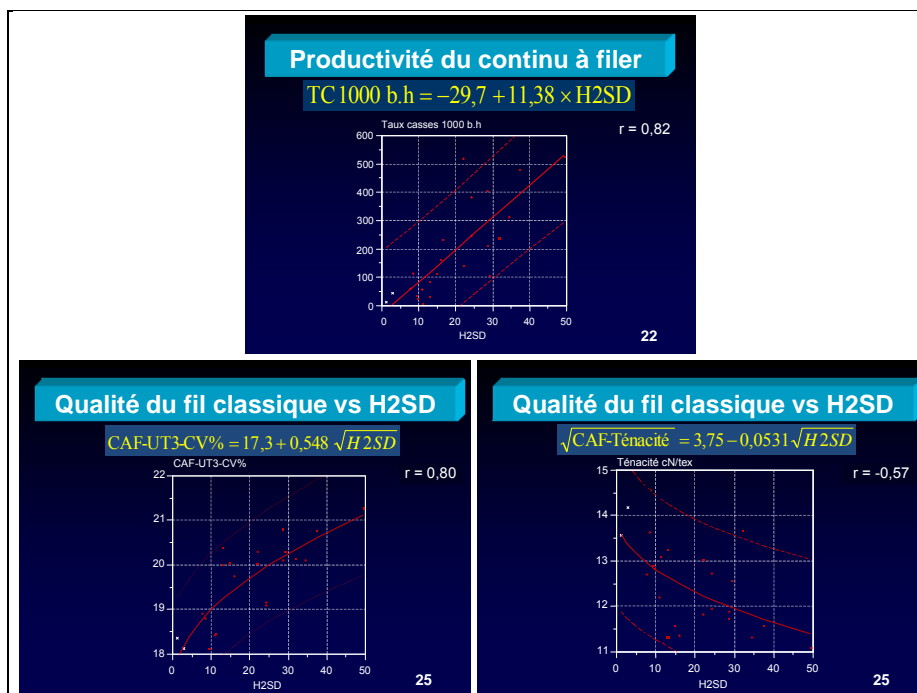 Productivité du continu à filer
TC1000 b.h = −29,7 +11,38 × H2SD
Taux casses 1000 b.h
r = 0,82
600
500
400
300
200
100
0
0 10 20 30 40 50
H2SD
22
Qualité du fil classique vs H2SD
CAF-UT3-CV% = 17,3 + 0,548 √H2SD
CAF-UT3-CV%
r = 0,80
22
21
20
19
18
0 10 20 30 40 50
H2SD
25
Qualité du fil classique vs H2SD
√CAF-Ténacité = 3,75 − 0,0531 √H2SD
Ténacité cN/tex
r = -0,57
15
14
13
12
11
0 10 20 30 40 50
H2SD
25